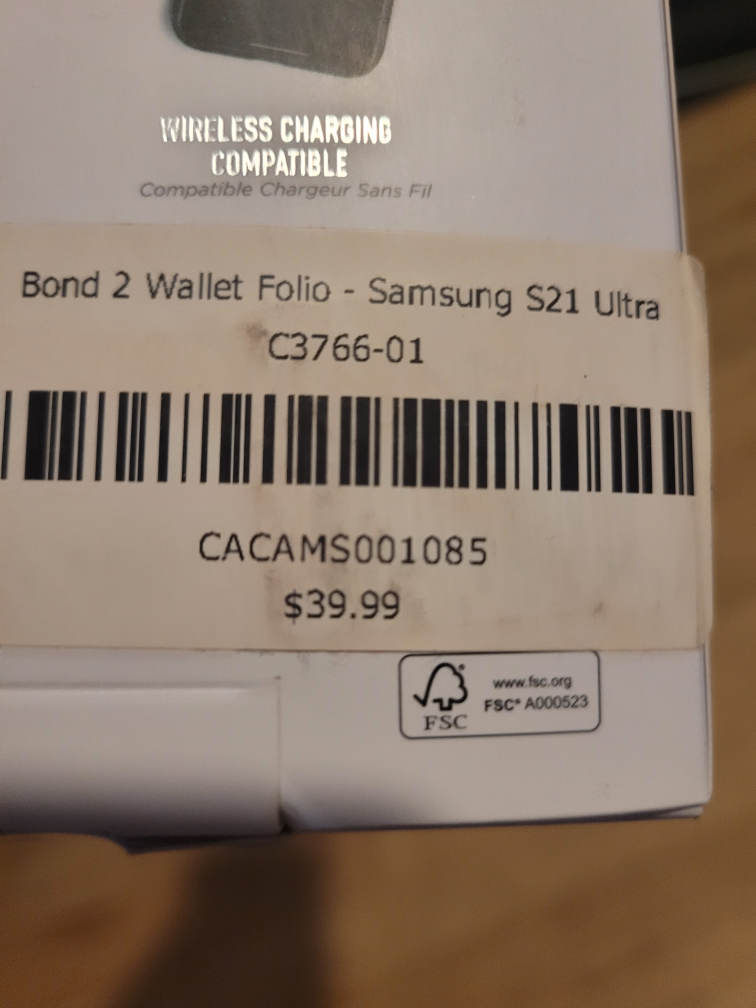 WIRELESS CHARGING
COMPATIBLE
Compatible Chargeur Sans Fil
Bond 2 Wallet Folio - Samsung S21 Ultra
C3766-01
CACAMS001085
$39.99
www.fsc.org
FSC® A000523
FSC